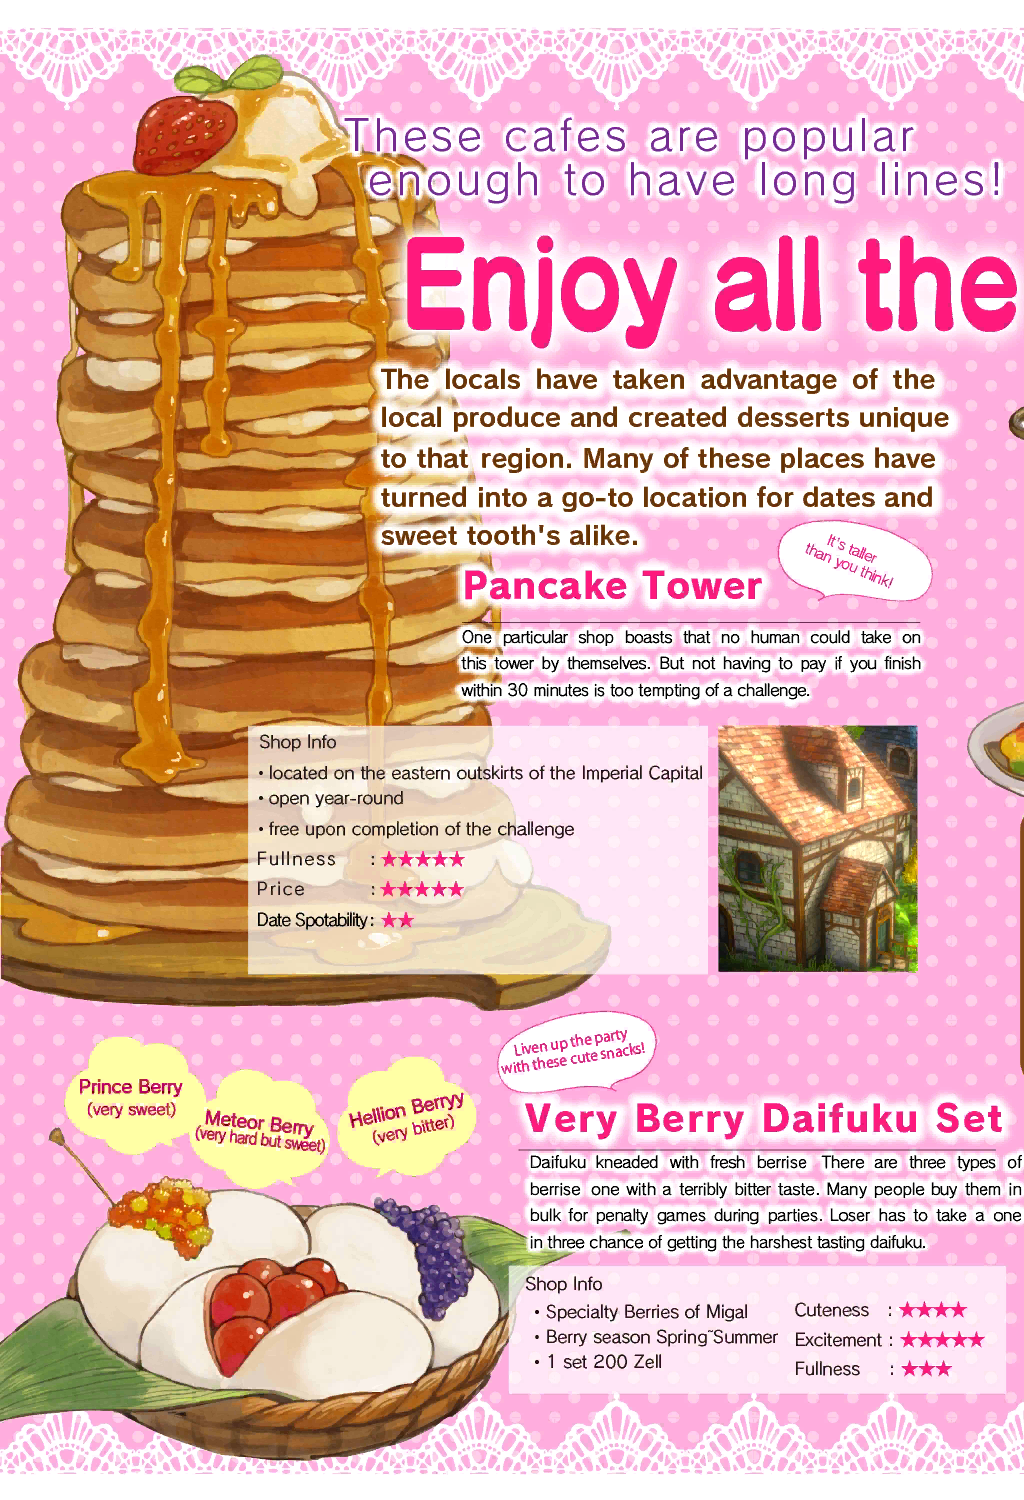 These cafes are popular
enough to have long lines!
Enjoy all the
The locals have taken advantage of the
local produce and created desserts unique
to that region. Many of these places have
turned into a go-to location for dates and
sweet tooth's alike.
It's taller
than you think!
Pancake Tower
One particular shop boasts that no human could take on
this tower by themselves. But not having to pay if you finish
within 30 minutes is too tempting of a challenge.
Shop Info
• located on the eastern outskirts of the Imperial Capital
• open year-round
• free upon completion of the challenge
Fullness : ★★★★★
Price : ★★★★★
Date Spotability : ★★
Liven up the party
with these cute snacks!
Prince Berry
(very sweet)
Meteor Berry
(very hard but sweet)
Hellion Berryy
(very bitter)
Very Berry Daifuku Set
Daifuku kneaded with fresh berrise There are three types of
berrise one with a terribly bitter taste. Many people buy them in
bulk for penalty games during parties. Loser has to take a one
in three chance of getting the harshest tasting daifuku.
Shop Info
• Specialty Berries of Migal
• Berry season Spring~Summer
• 1 set 200 Zell
Cuteness : ★★★★
Excitement : ★★★★★
Fullness : ★★★